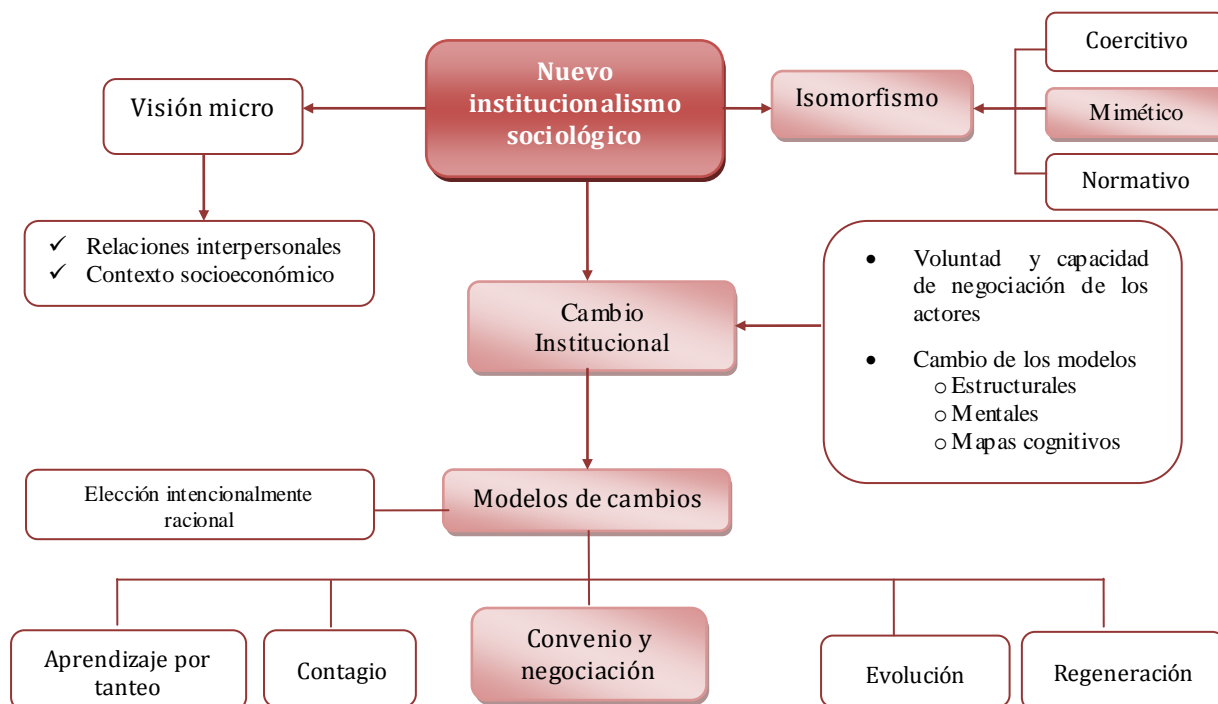 Nuevo
institucionalismo
sociológico
Visión micro
✓ Relaciones interpersonales
✓ Contexto socioeconómico
Isomorfismo
Coercitivo
Mimético
Normativo
Cambio
Institucional
• Voluntad y capacidad
de negociación de los
actores
• Cambio de los modelos
o Estructurales
o Mentales
o Mapas cognitivos
Elección intencionalmente
racional
Modelos de cambios
Aprendizaje por
tanteo
Contagio
Convenio y
negociación
Evolución
Regeneración